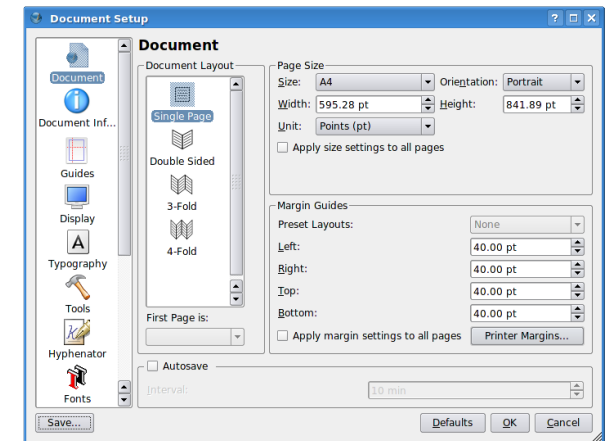 Document Setup
Document
Document
Document Inf...
Guides
Display
Typography
Tools
Hyphenator
Fonts
Document Layout
Single Page
Double Sided
3-Fold
4-Fold
First Page is:
Page Size
Size: A4 Orientation: Portrait
Width: 595.28 pt Height: 841.89 pt
Unit: Points (pt)
Apply size settings to all pages
Margin Guides
Preset Layouts: None
Left: 40.00 pt
Right: 40.00 pt
Top: 40.00 pt
Bottom: 40.00 pt
Apply margin settings to all pages Printer Margins...
Autosave
Interval: 10 min
Save... Defaults OK Cancel